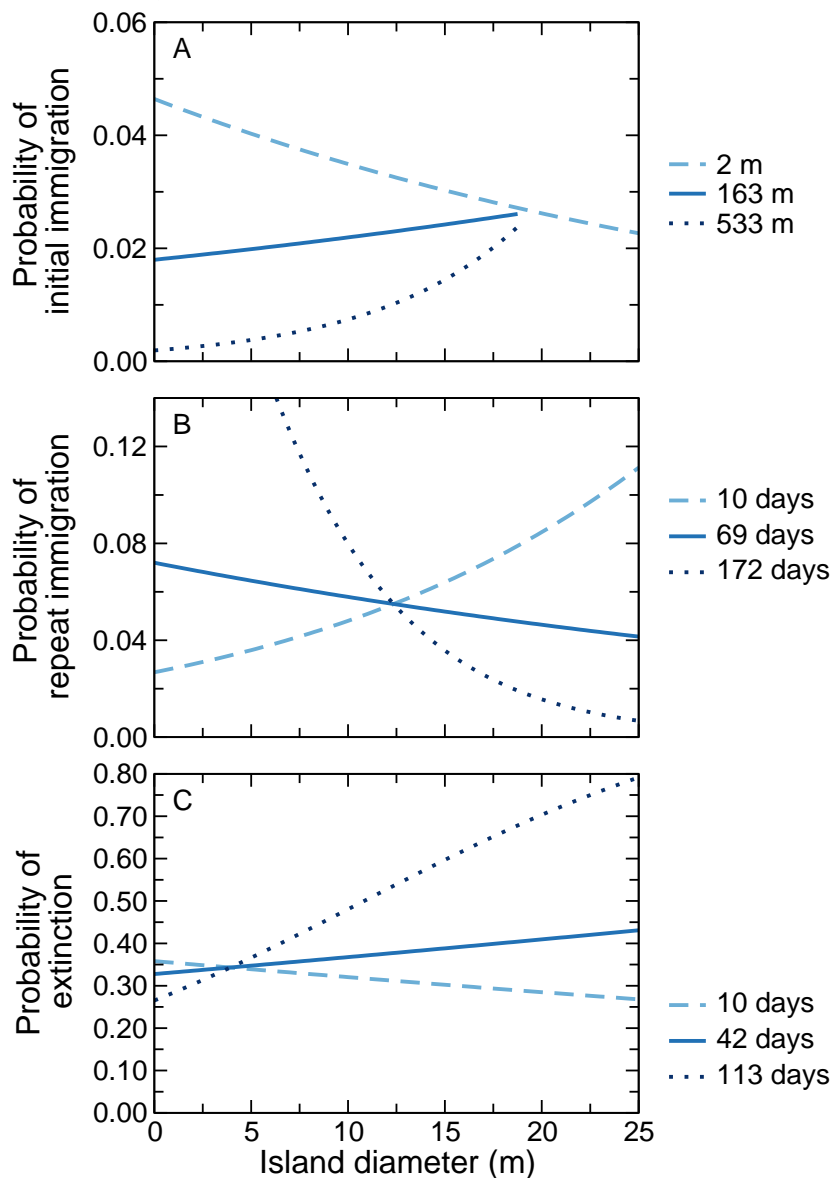 A
0.06
0.04
0.02
0.00
Probability of
initial immigration
2 m
163 m
533 m
B
0.12
0.08
0.04
0.00
Probability of
repeat immigration
10 days
69 days
172 days
C
0.80
0.70
0.60
0.50
0.40
0.30
0.20
0.10
0.00
Probability of
extinction
10 days
42 days
113 days
0 5 10 15 20 25
Island diameter (m)